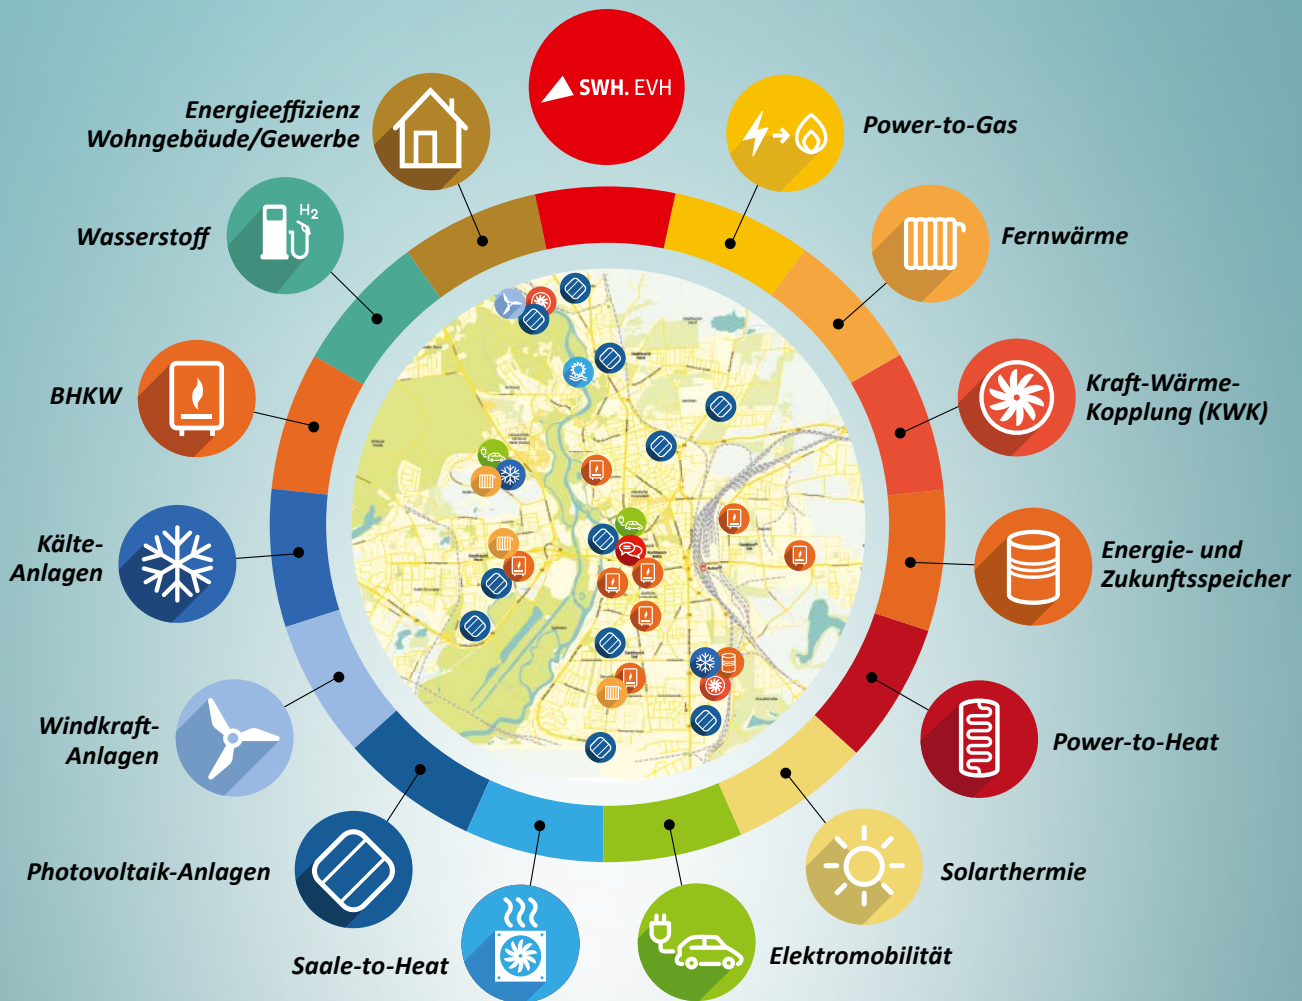 SWH. EVH
Energieeffizienz
Wohngebäude/Gewerbe
Power-to-Gas
H2
Wasserstoff
Fernwärme
BHKW
Kraft-Wärme-
Kopplung (KWK)
Kälte-
Anlagen
Energie- und
Zukunftsspeicher
Windkraft-
Anlagen
Power-to-Heat
Photovoltaik-Anlagen
Solarthermie
Saale-to-Heat
Elektromobilität